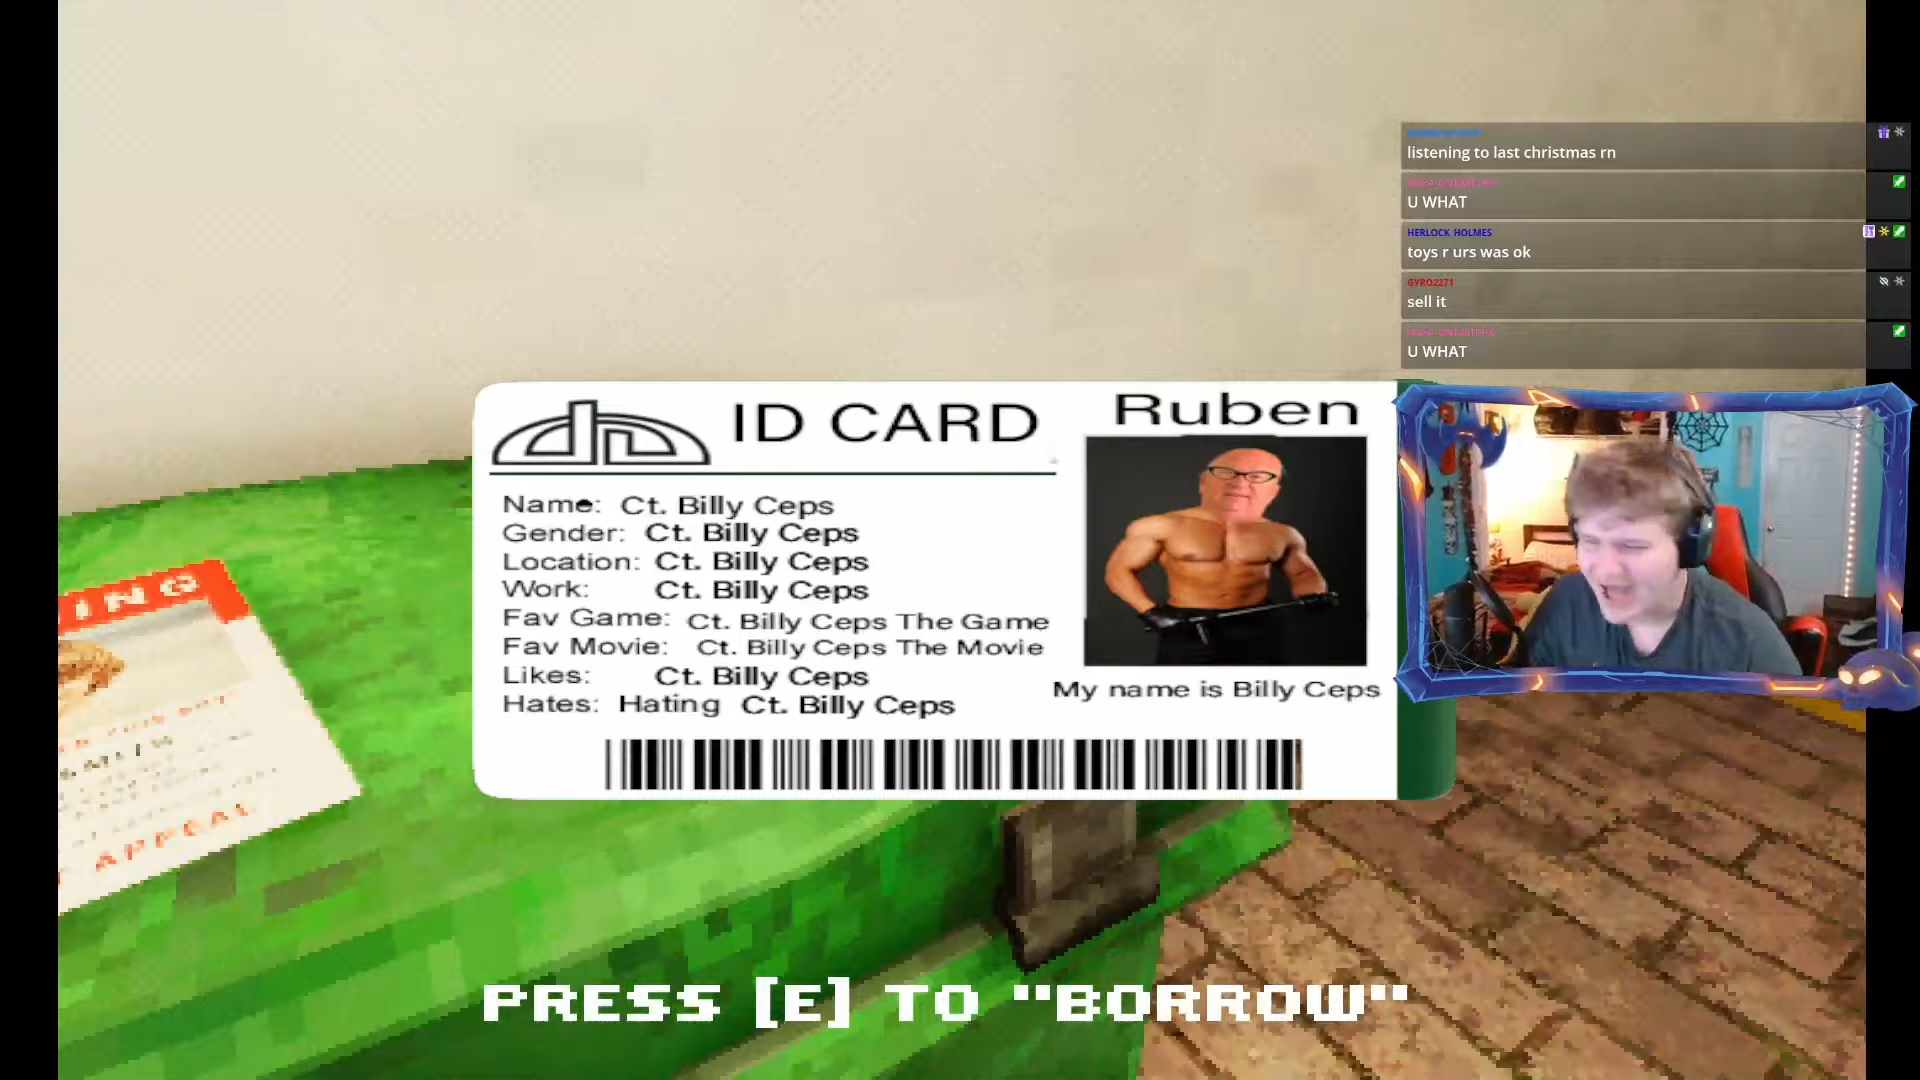 listening to last christmas rn
U WHAT
HERLOCK HOLMES
toys r urs was ok
GYRO2271
sell it
U WHAT
ID CARD
Ruben
Name: Ct. Billy Ceps
Gender: Ct. Billy Ceps
Location: Ct. Billy Ceps
Work: Ct. Billy Ceps
Fav Game: Ct. Billy Ceps The Game
Fav Movie: Ct. Billy Ceps The Movie
Likes: Ct. Billy Ceps
Hates: Hating Ct. Billy Ceps
My name is Billy Ceps
ING
APPEAL
PRESS [E] TO "BORROW"